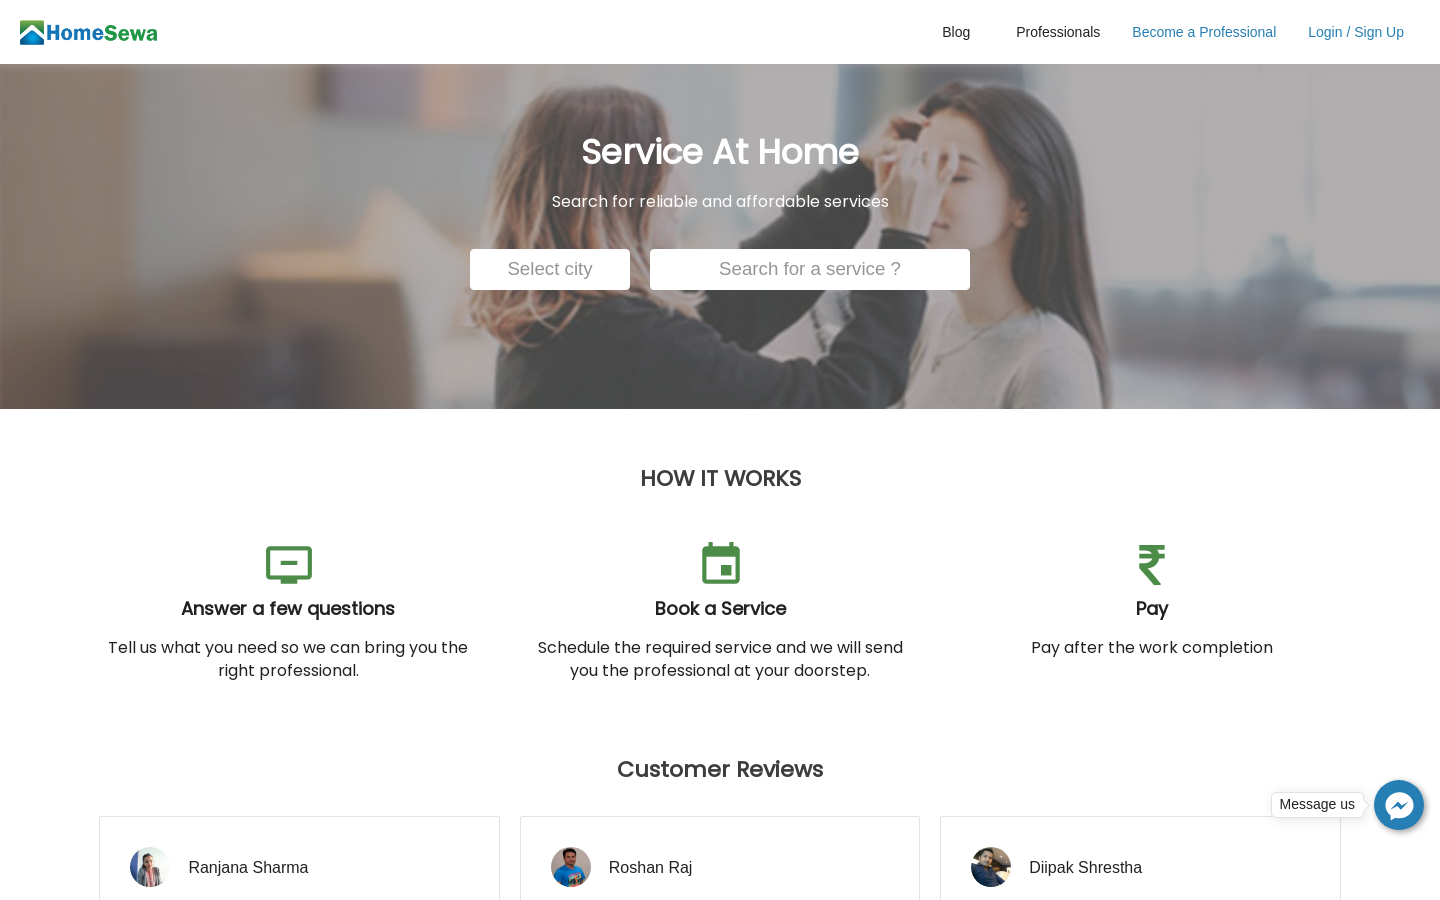 HomeSewa
Blog
Professionals
Become a Professional
Login / Sign Up
Service At Home
Search for reliable and affordable services
Select city
Search for a service ?
HOW IT WORKS
Answer a few questions
Tell us what you need so we can bring you the
right professional.
Book a Service
Schedule the required service and we will send
you the professional at your doorstep.
Pay
Pay after the work completion
Customer Reviews
Message us
Ranjana Sharma
Roshan Raj
Diipak Shrestha